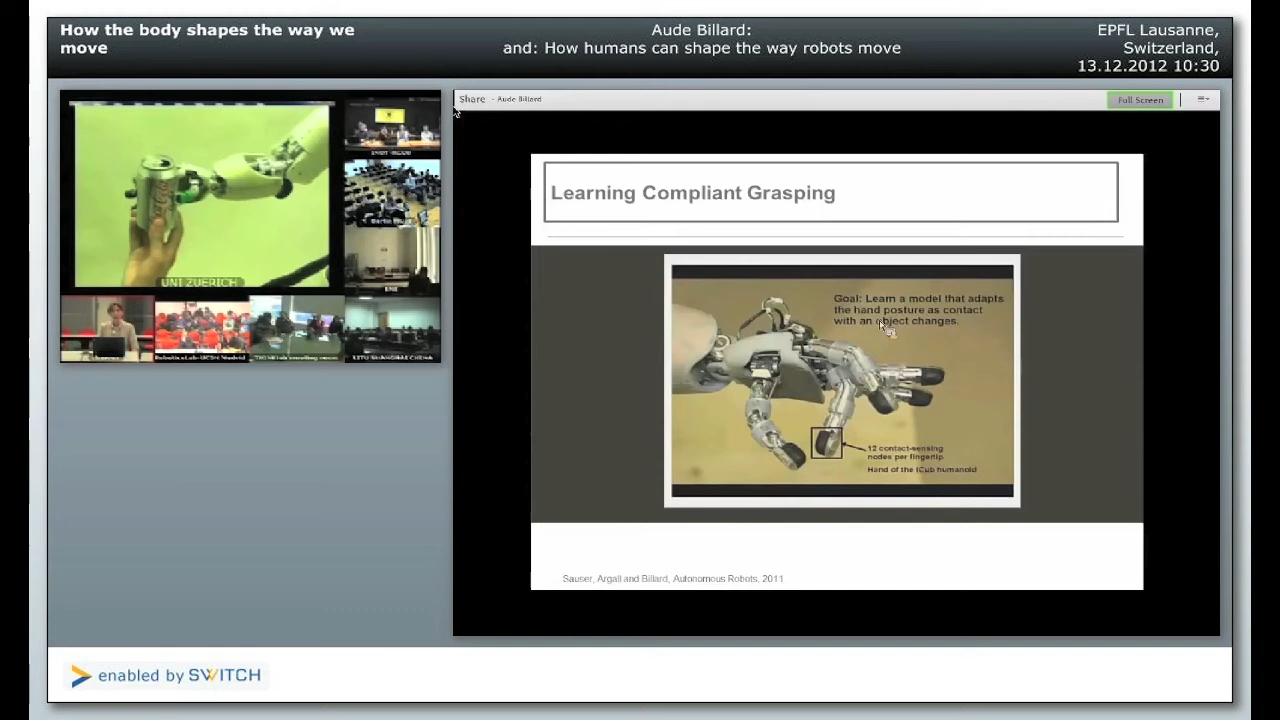 How the body shapes the way we
move
Aude Billard:
and: How humans can shape the way robots move
EPFL Lausanne,
Switzerland,
13.12.2012 10:30
Share - Aude Billard
Full Screen
UNI ZUERICH
Learning Compliant Grasping
Goal: Learn a model that adapts
the hand posture as contact
with an object changes.
12 contact-sensing
nodes per fingertip
Hand of the iCub humanoid
Sauser, Argall and Billard, Autonomous Robots, 2011
enabled by SWITCH